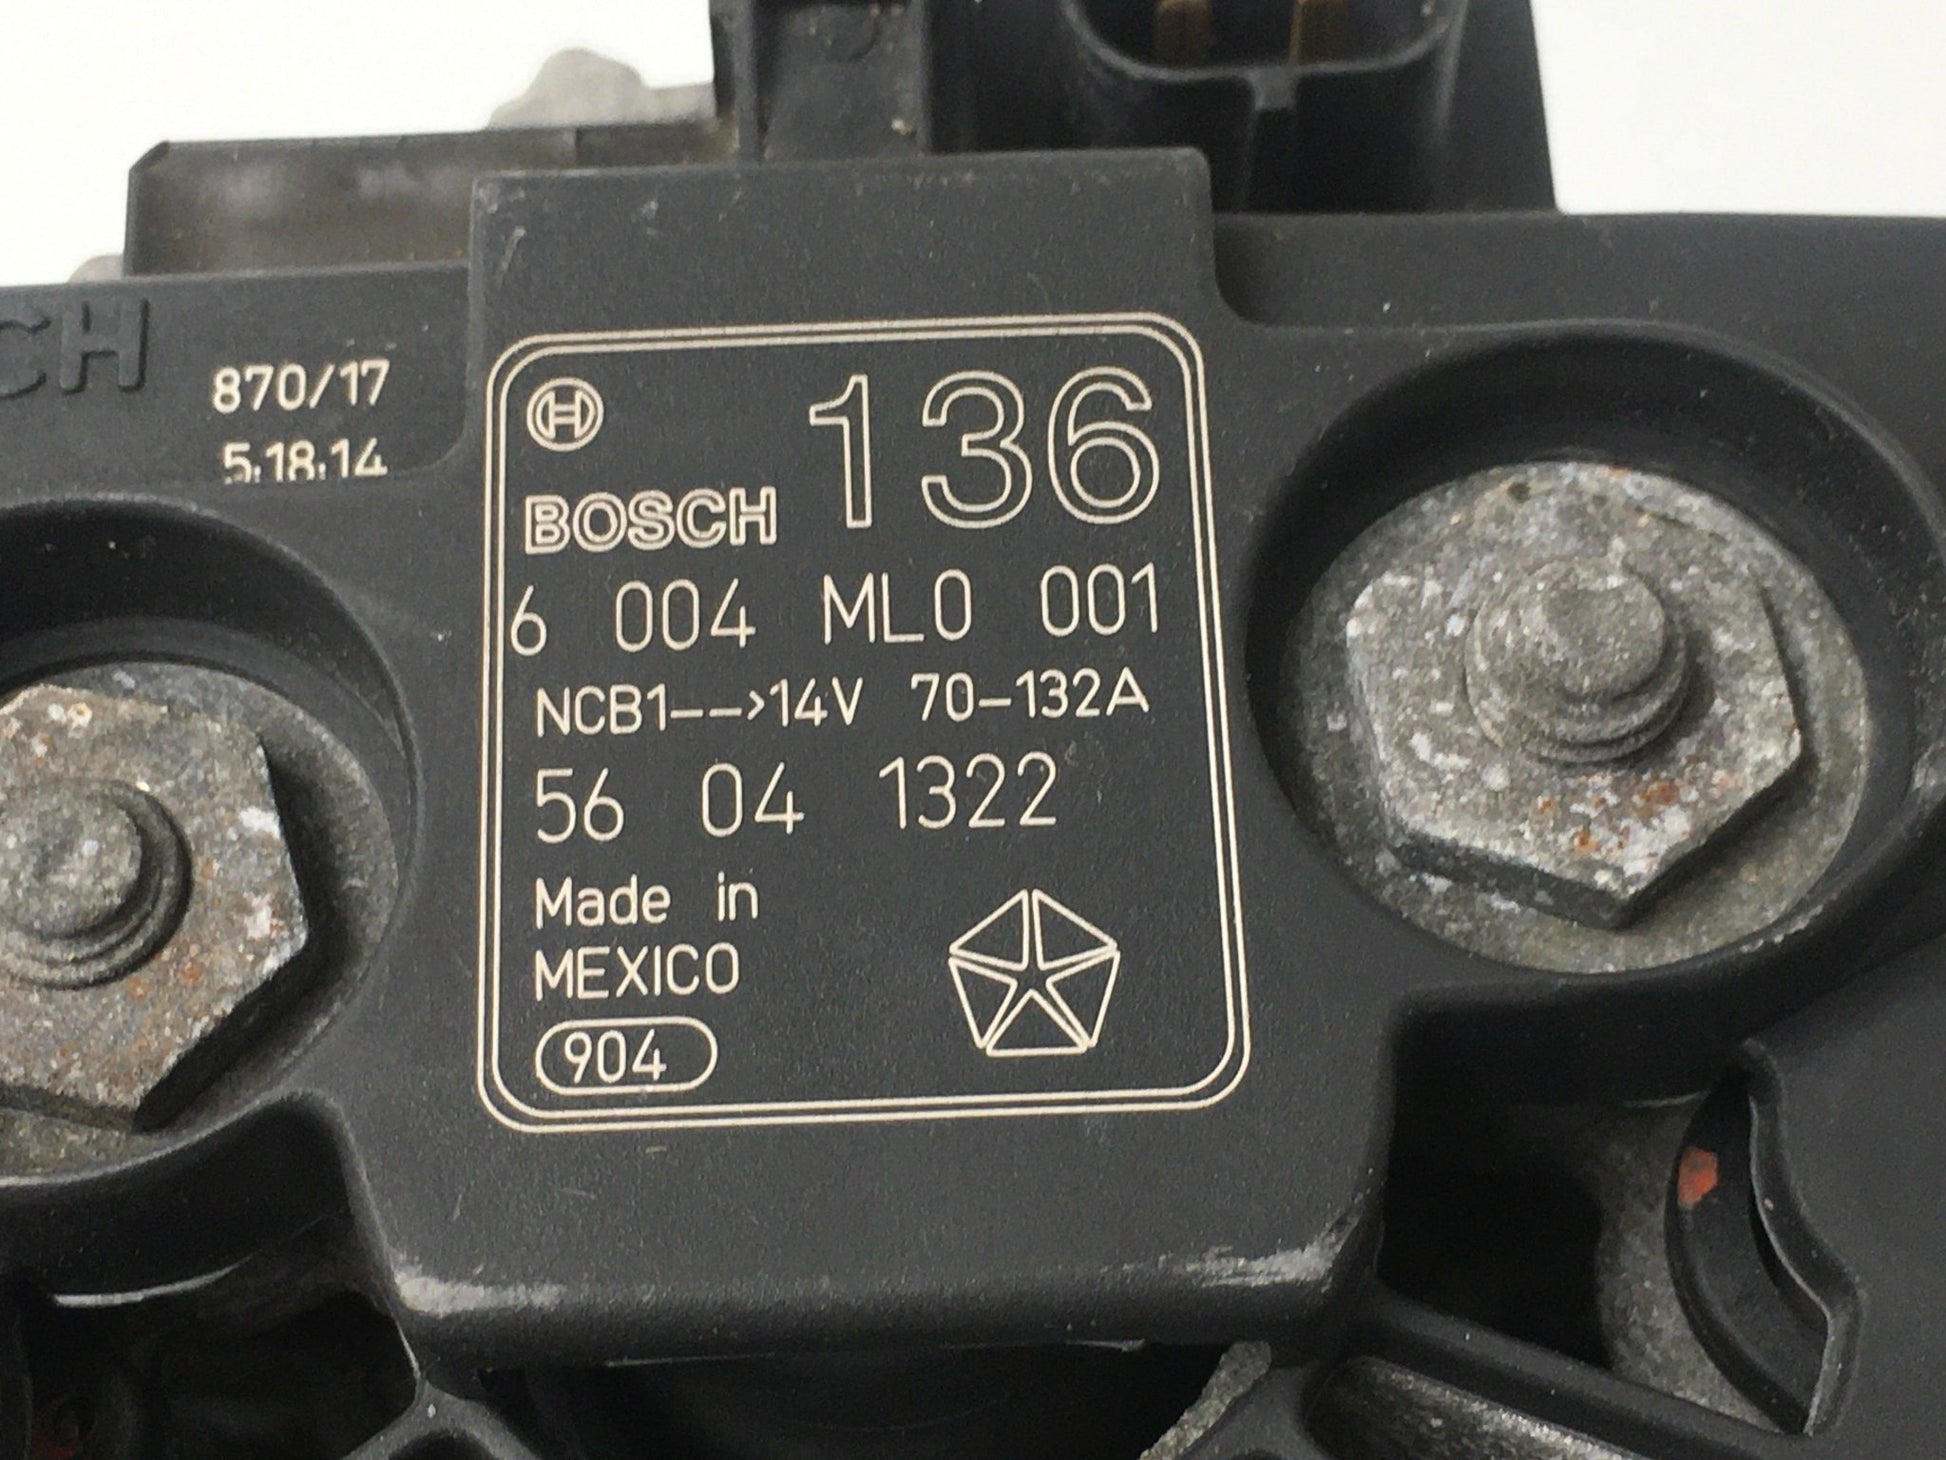 CH
870/17
5.18.14
136
BOSCH
6 004 ML0 001
NCB1-->14V 70-132A
56 04 1322
Made in
MEXICO
904